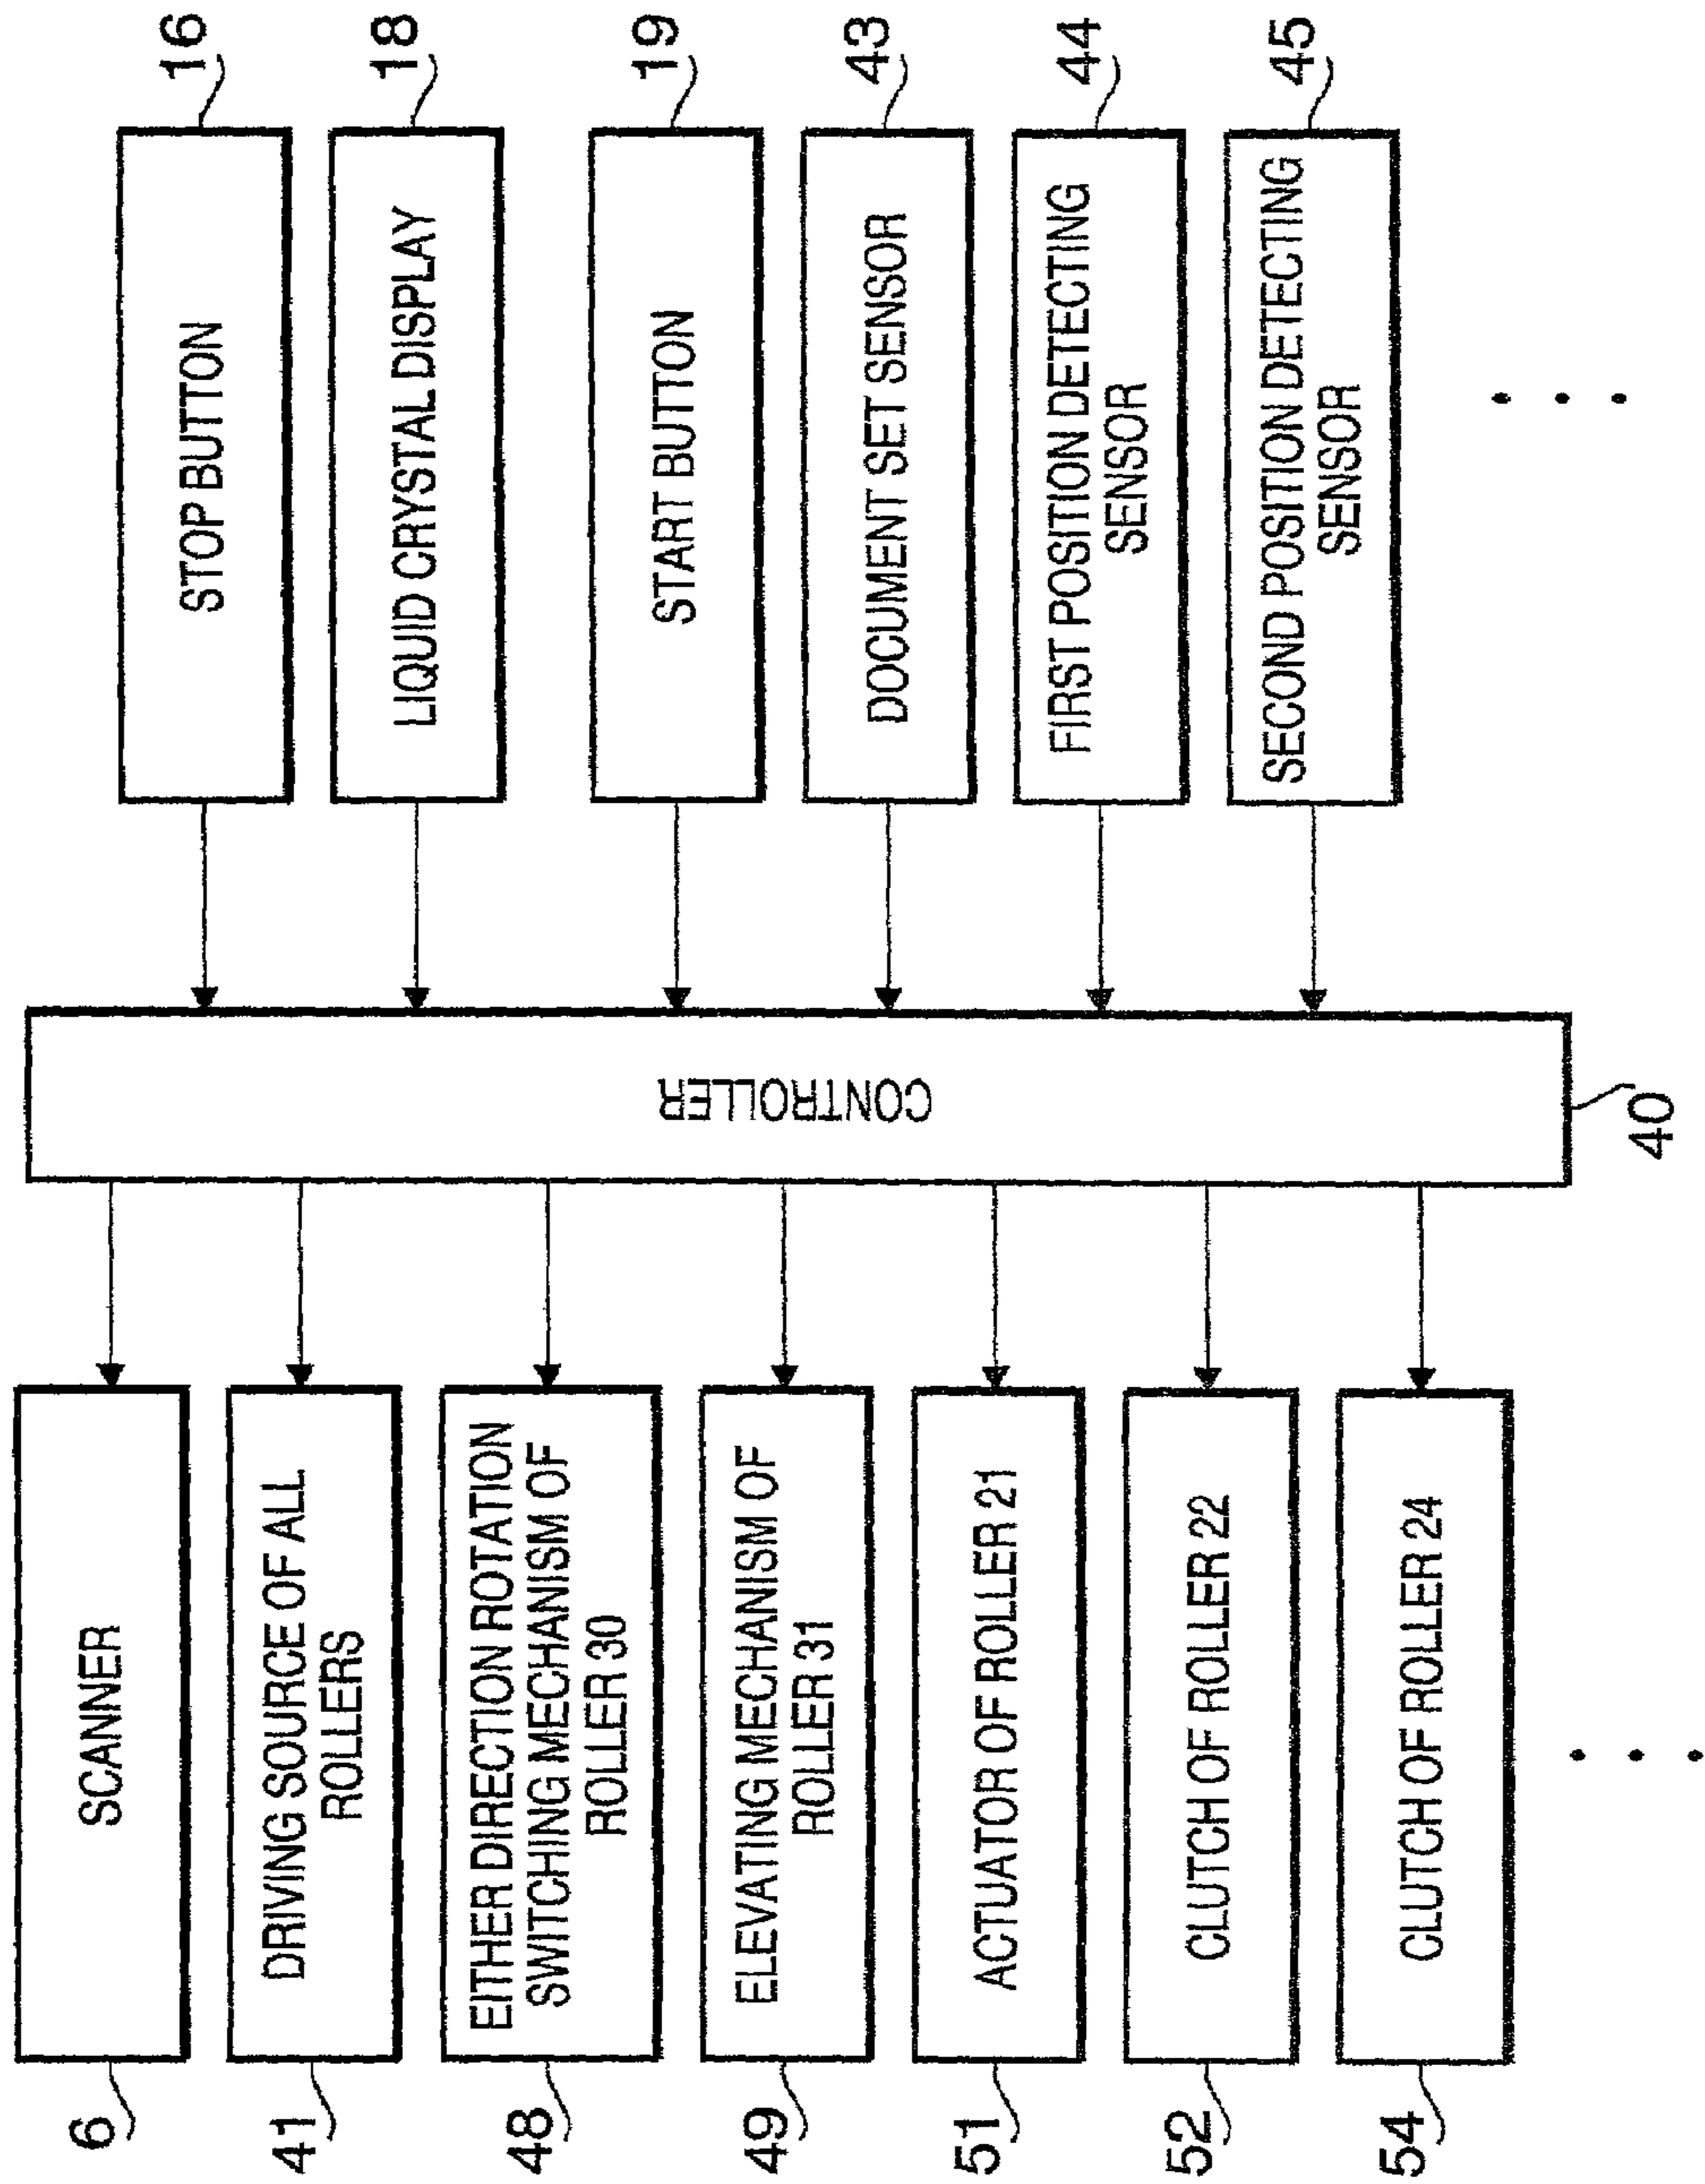 6
SCANNER
41
DRIVING SOURCE OF ALL
ROLLERS
48
EITHER DIRECTION ROTATION
SWITCHING MECHANISM OF
ROLLER 30
49
ELEVATING MECHANISM OF
ROLLER 31
51
ACTUATOR OF ROLLER 21
52
CLUTCH OF ROLLER 22
54
CLUTCH OF ROLLER 24
CONTROLLER
40
STOP BUTTON
16
LIQUID CRYSTAL DISPLAY
18
START BUTTON
19
DOCUMENT SET SENSOR
43
FIRST POSITION DETECTING
SENSOR
44
SECOND POSITION DETECTING
SENSOR
45